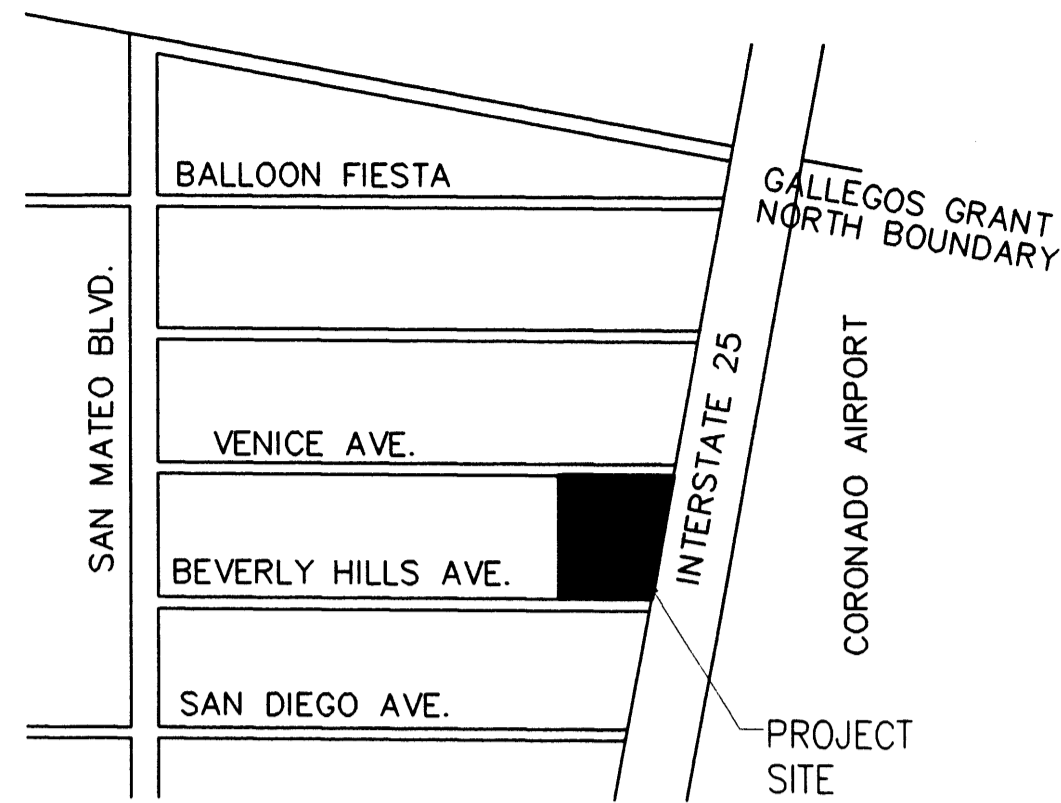 BALLOON FIESTA
GALLEGOS GRANT
NORTH BOUNDARY
SAN MATEO BLVD.
INTERSTATE 25
CORONADO AIRPORT
VENICE AVE.
BEVERLY HILLS AVE.
SAN DIEGO AVE.
PROJECT
SITE